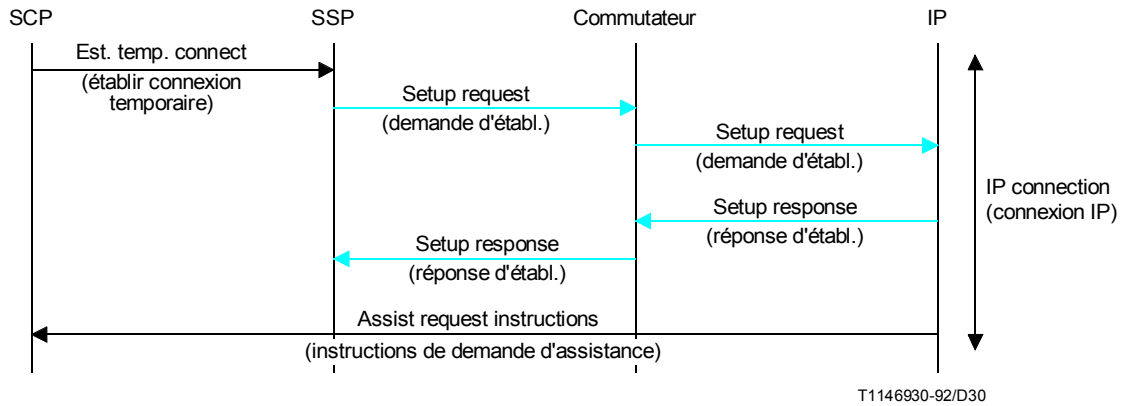 SCP
SSP
Commutateur
IP
Est. temp. connect
(établir connexion
temporaire)
Setup request
(demande d'établ.)
Setup request
(demande d'établ.)
IP connection
(connexion IP)
Setup response
(réponse d'établ.)
Setup response
(réponse d'établ.)
Assist request instructions
(instructions de demande d'assistance)
T1146930-92/D30